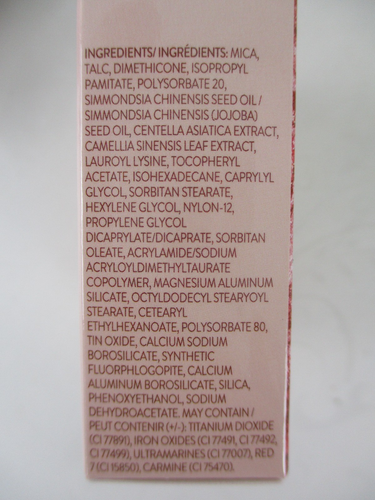 INGREDIENTS/ INGRÉDIENTS: MICA,
TALC, DIMETHICONE, ISOPROPYL
PAMITATE, POLYSORBATE 20,
SIMMONDSIA CHINENSIS SEED OIL /
SIMMONDSIA CHINENSIS (JOJOBA)
SEED OIL, CENTELLA ASIATICA EXTRACT,
CAMELLIA SINENSIS LEAF EXTRACT,
LAUROYL LYSINE, TOCOPHERYL
ACETATE, ISOHEXADECANE, CAPRYLYL
GLYCOL, SORBITAN STEARATE,
HEXYLENE GLYCOL, NYLON-12,
PROPYLENE GLYCOL
DICAPRYLATE/DICAPRATE, SORBITAN
OLEATE, ACRYLAMIDE/SODIUM
ACRYLOYLDIMETHYLTAURATE
COPOLYMER, MAGNESIUM ALUMINUM
SILICATE, OCTYLDODECYL STEAROYL
STEARATE, CETEARYL
ETHYLHEXANOATE, POLYSORBATE 80,
TIN OXIDE, CALCIUM SODIUM
BOROSILICATE, SYNTHETIC
FLUORPHLOGOPITE, CALCIUM
ALUMINUM BOROSILICATE, SILICA,
PHENOXYETHANOL, SODIUM
DEHYDROACETATE. MAY CONTAIN /
PEUT CONTENIR (+/-): TITANIUM DIOXIDE
(CI 77891), IRON OXIDES (CI 77491, CI 77492,
CI 77499), ULTRAMARINES (CI 77007), RED
7 (CI 15850), CARMINE (CI 75470).